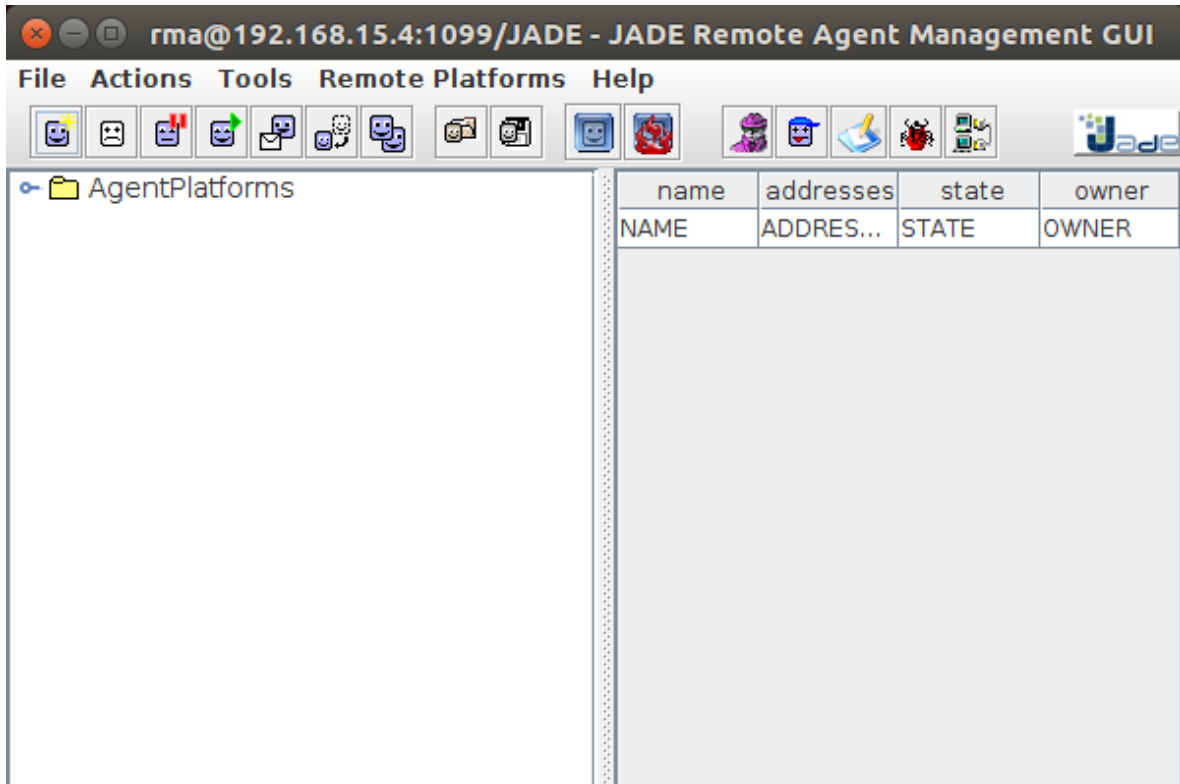 rma@192.168.15.4:1099/JADE - JADE Remote Agent Management GUI
File Actions Tools Remote Platforms Help
Jade
AgentPlatforms
name addresses state owner
NAME ADDRES... STATE OWNER